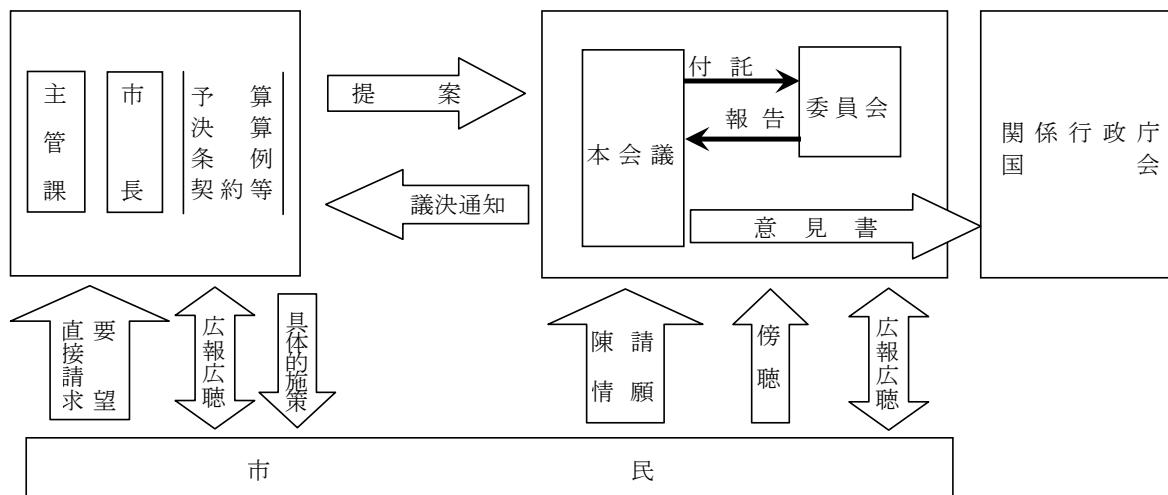 主管課
市長
予算
決算
条例
契約等
提案
議決通知
本会議
付託
報告
委員会
意見書
関係行政庁
国会
要望
直接請求
広報広聴
具体的施策
請願
陳情
傍聴
広報広聴
市民